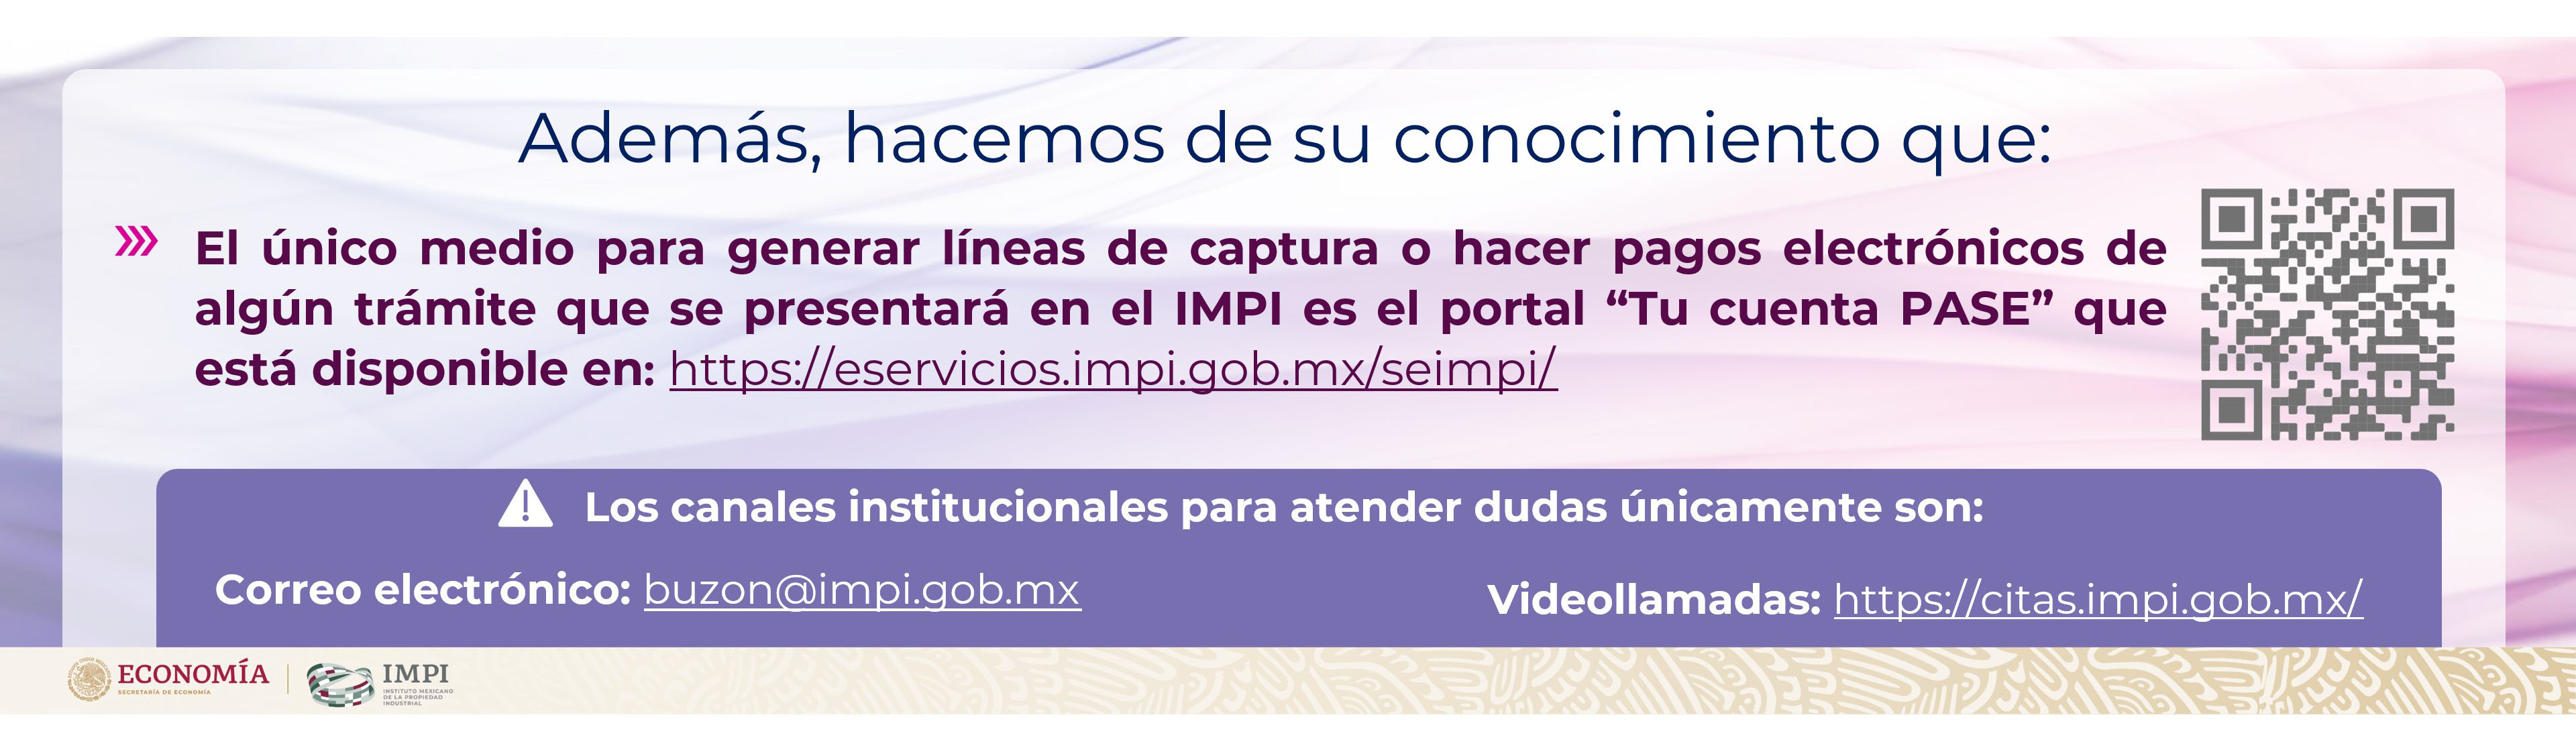 Además, hacemos de su conocimiento que:
El único medio para generar líneas de captura o hacer pagos electrónicos de
algún trámite que se presentará en el IMPI es el portal “Tu cuenta PASE” que
está disponible en: https://eservicios.impi.gob.mx/seimpi/
Los canales institucionales para atender dudas únicamente son:
Correo electrónico: buzon@impi.gob.mx
Videollamadas: https://citas.impi.gob.mx/
ECONOMÍA
SECRETARÍA DE ECONOMÍA
IMPI
INSTITUTO MEXICANO
DE LA PROPIEDAD
INDUSTRIAL